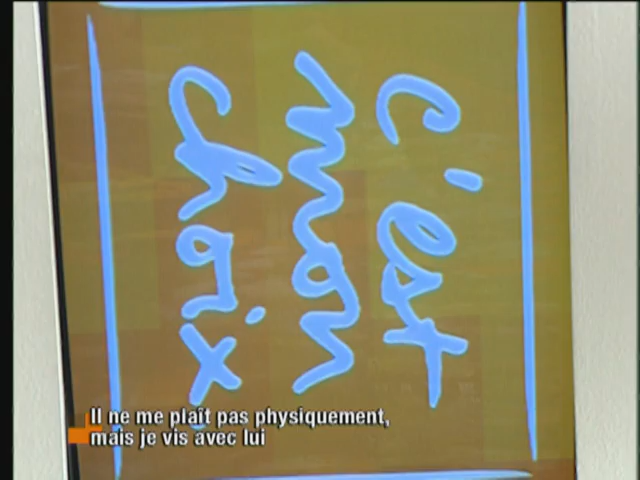 c'est
mon
choix
Il ne me plaît pas physiquement,
mais je vis avec lui